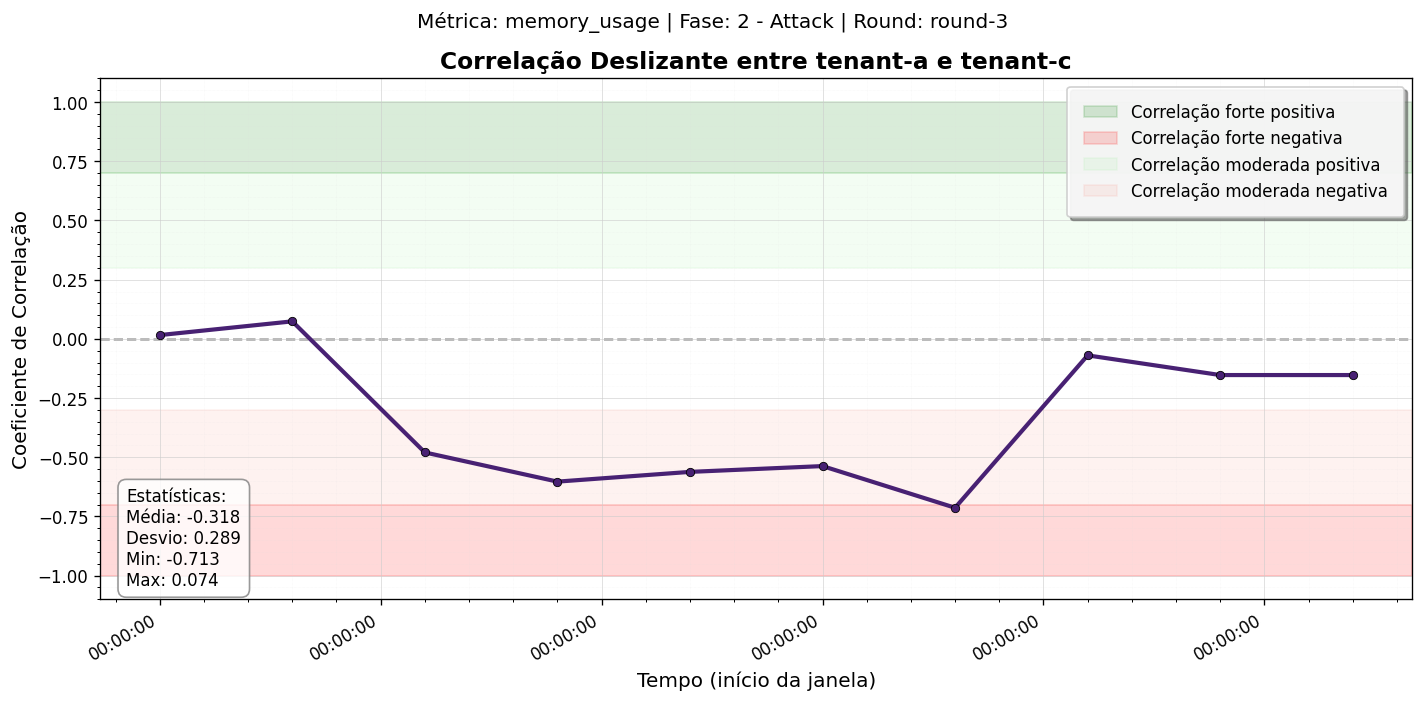 Métrica: memory_usage | Fase: 2 - Attack | Round: round-3
Correlação Deslizante entre tenant-a e tenant-c
Coeficiente de Correlação
1.00
0.75
0.50
0.25
0.00
−0.25
−0.50
−0.75
−1.00
Correlação forte positiva
Correlação forte negativa
Correlação moderada positiva
Correlação moderada negativa
Estatísticas:
Média: -0.318
Desvio: 0.289
Min: -0.713
Max: 0.074
00:00:00
00:00:00
00:00:00
00:00:00
00:00:00
00:00:00
Tempo (início da janela)